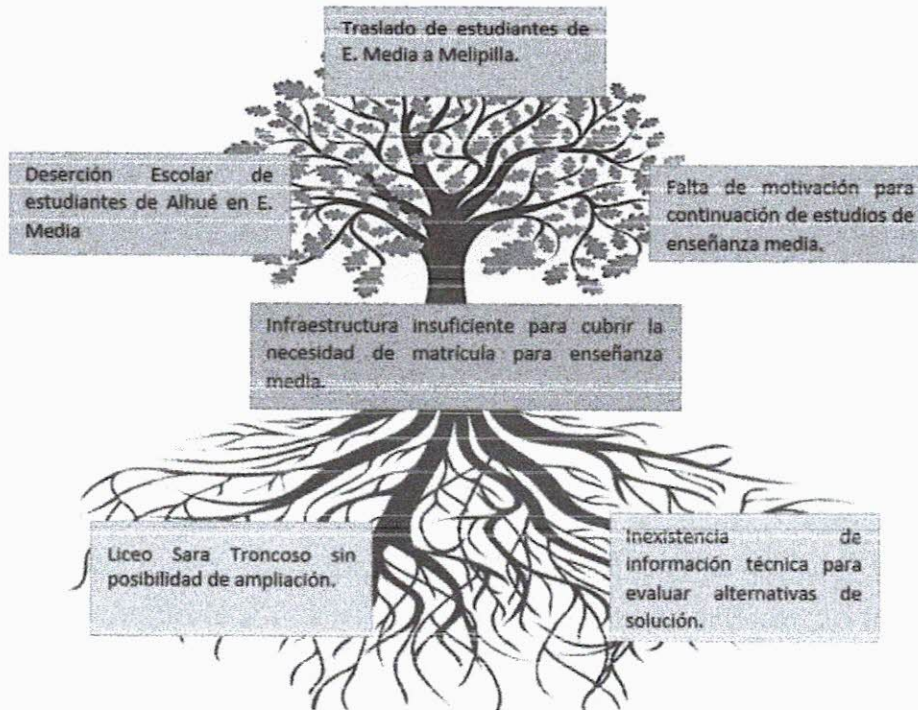 Traslado de estudiantes de
E. Media a Melipilla.
Deserción Escolar de
estudiantes de Alhué en E.
Media
Falta de motivación para
continuación de estudios de
enseñanza media.
Infraestructura insuficiente para cubrir la
necesidad de matrícula para enseñanza
media.
Liceo Sara Troncoso sin
posibilidad de ampliación.
Inexistencia de
información técnica para
evaluar alternativas de
solución.